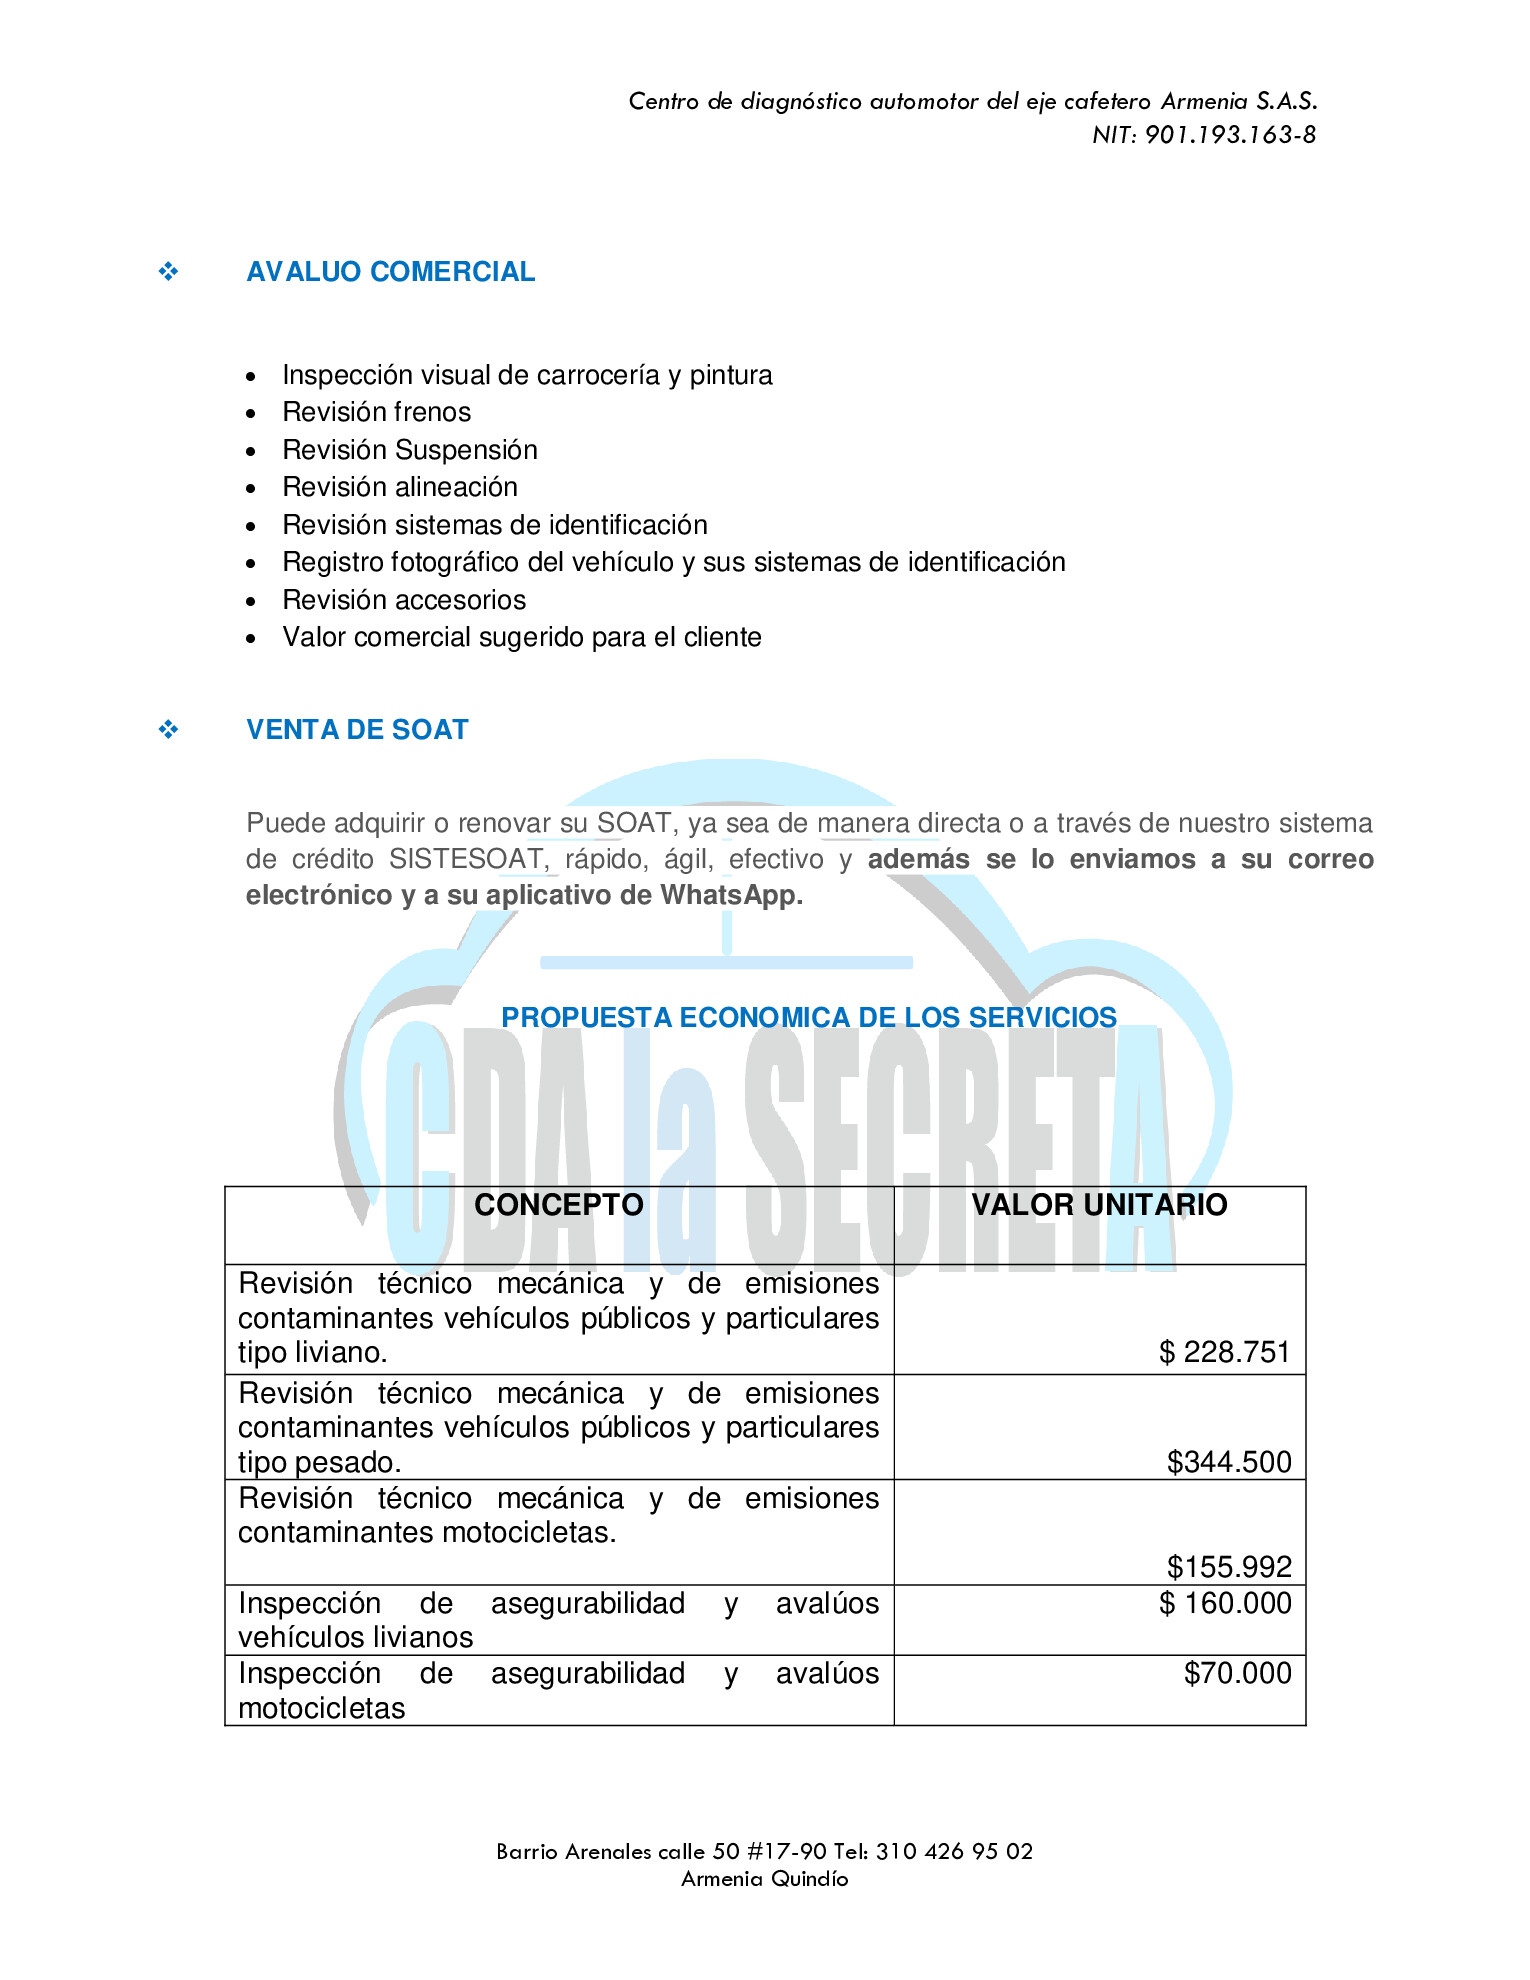 Centro de diagnóstico automotor del eje cafetero Armenia S.A.S.
NIT: 901.193.163-8
❖ AVALUO COMERCIAL
• Inspección visual de carrocería y pintura
• Revisión frenos
• Revisión Suspensión
• Revisión alineación
• Revisión sistemas de identificación
• Registro fotográfico del vehículo y sus sistemas de identificación
• Revisión accesorios
• Valor comercial sugerido para el cliente
❖ VENTA DE SOAT
Puede adquirir o renovar su SOAT, ya sea de manera directa o a través de nuestro sistema
de crédito SISTESOAT, rápido, ágil, efectivo y además se lo enviamos a su correo
electrónico y a su aplicativo de WhatsApp.
PROPUESTA ECONOMICA DE LOS SERVICIOS
CDA la SECRETA
CONCEPTO VALOR UNITARIO
Revisión técnico mecánica y de emisiones
contaminantes vehículos públicos y particulares
tipo liviano. $ 228.751
Revisión técnico mecánica y de emisiones
contaminantes vehículos públicos y particulares
tipo pesado. $344.500
Revisión técnico mecánica y de emisiones
contaminantes motocicletas.
$155.992
Inspección de asegurabilidad y avalúos $ 160.000
vehículos livianos
Inspección de asegurabilidad y avalúos $70.000
motocicletas
Barrio Arenales calle 50 #17-90 Tel: 310 426 95 02
Armenia Quindío